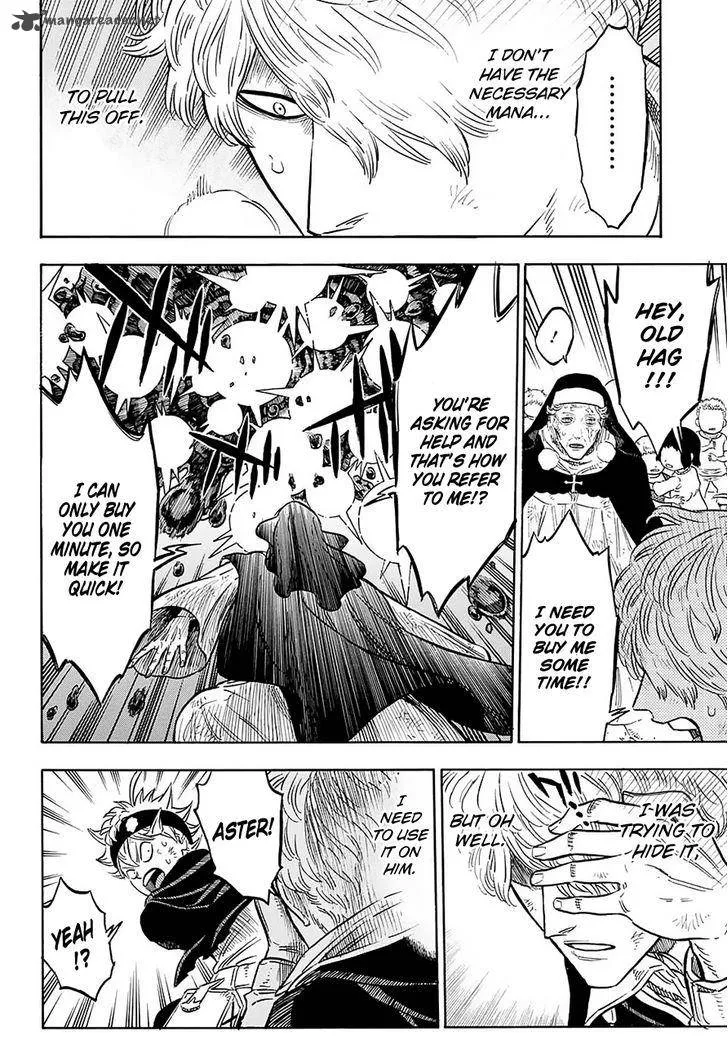 mangareader.net
I DON'T
HAVE THE
NECESSARY
MANA...
.........
TO PULL
THIS OFF.
HEY,
OLD
HAG
!!!
!
I NEED
YOU TO
BUY ME
SOME
TIME!!
YOU'RE
ASKING FOR
HELP AND
THAT'S HOW
YOU REFER
TO ME!?
I CAN
ONLY BUY
YOU ONE
MINUTE, SO
MAKE IT
QUICK!
I WAS
TRYING TO
HIDE IT,
BUT OH
WELL.
I
NEED
TO USE
IT ON
HIM.
ASTER!
YEAH
!?